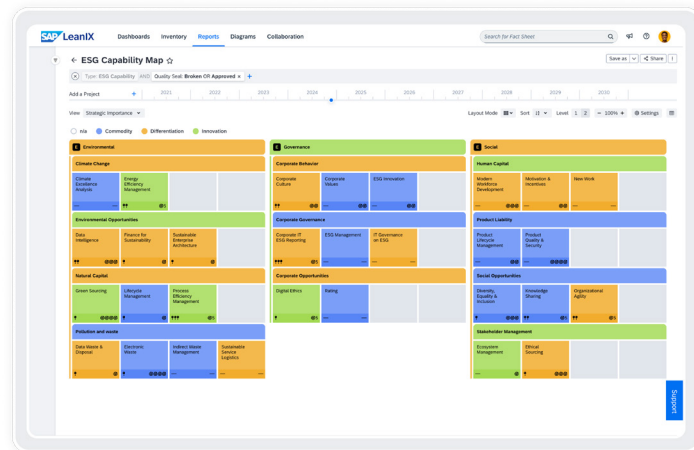 SAP LeanIX
Dashboards Inventory Reports Diagrams Collaboration
Search for Fact Sheet
← ESG Capability Map
Save as Share
Type: ESG Capability AND Quality Seal: Broken OR Approved × +
Add a Project + 2021 2022 2023 2024 2025 2026 2027 2028 2029 2030
View Strategic Importance
Layout Mode Sort Level 1 2 − 100% + Settings
n/a Commodity Differentiation Innovation
E Environmental
Climate Change
Climate
Excellence
Analysis
Energy
Efficiency
Management
Environmental Opportunities
Data
Intelligence
Finance for
Sustainability
Sustainable
Enterprise
Architecture
Natural Capital
Green Sourcing
Lifecycle
Management
Process
Efficiency
Management
Pollution and waste
Data Waste &
Disposal
Electronic
Waste
Indirect Waste
Management
Sustainable
Service
Logistics
E Governance
Corporate Behavior
Corporate
Culture
Corporate
Values
ESG Innovation
Corporate Governance
Corporate IT
ESG Reporting
ESG Management
IT Governance
on ESG
Corporate Opportunities
Digital Ethics
Rating
E Social
Human Capital
Modern
Workforce
Development
Motivation &
Incentives
New Work
Product Liability
Product
Lifecycle
Management
Product
Quality &
Security
Social Opportunities
Diversity,
Equality &
Inclusion
Knowledge
Sharing
Organizational
Agility
Stakeholder Management
Ecosystem
Management
Ethical
Sourcing
Support